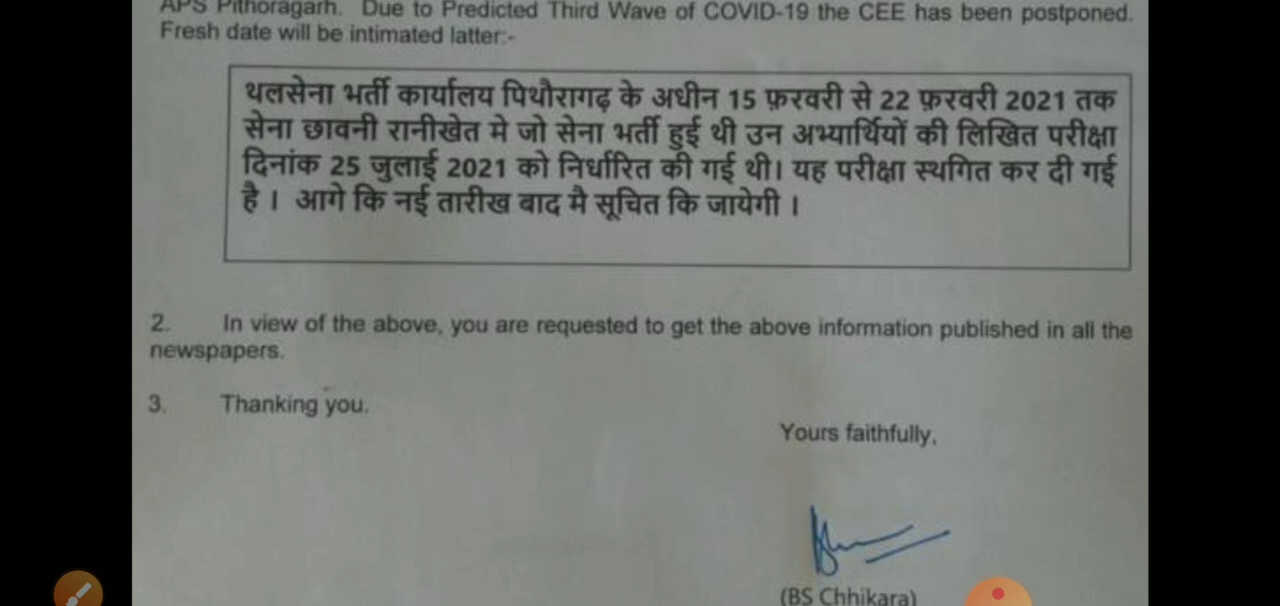 APS Pithoragarh. Due to Predicted Third Wave of COVID-19 the CEE has been postponed.
Fresh date will be intimated latter:-
थलसेना भर्ती कार्यालय पिथौरागढ़ के अधीन 15 फ़रवरी से 22 फ़रवरी 2021 तक
सेना छावनी रानीखेत मे जो सेना भर्ती हुई थी उन अभ्यार्थियों की लिखित परीक्षा
दिनांक 25 जुलाई 2021 को निर्धारित की गई थी। यह परीक्षा स्थगित कर दी गई
है । आगे कि नई तारीख बाद मै सूचित कि जायेगी ।
2. In view of the above, you are requested to get the above information published in all the
newspapers.
3. Thanking you.
Yours faithfully,
(BS Chhikara)